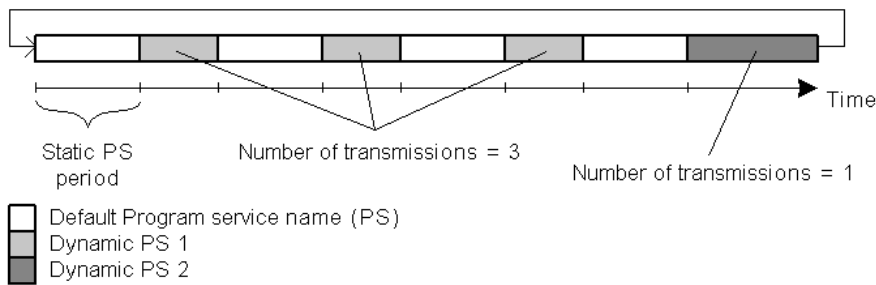 Time
Static PS
period
Number of transmissions = 3
Number of transmissions = 1
Default Program service name (PS)
Dynamic PS 1
Dynamic PS 2